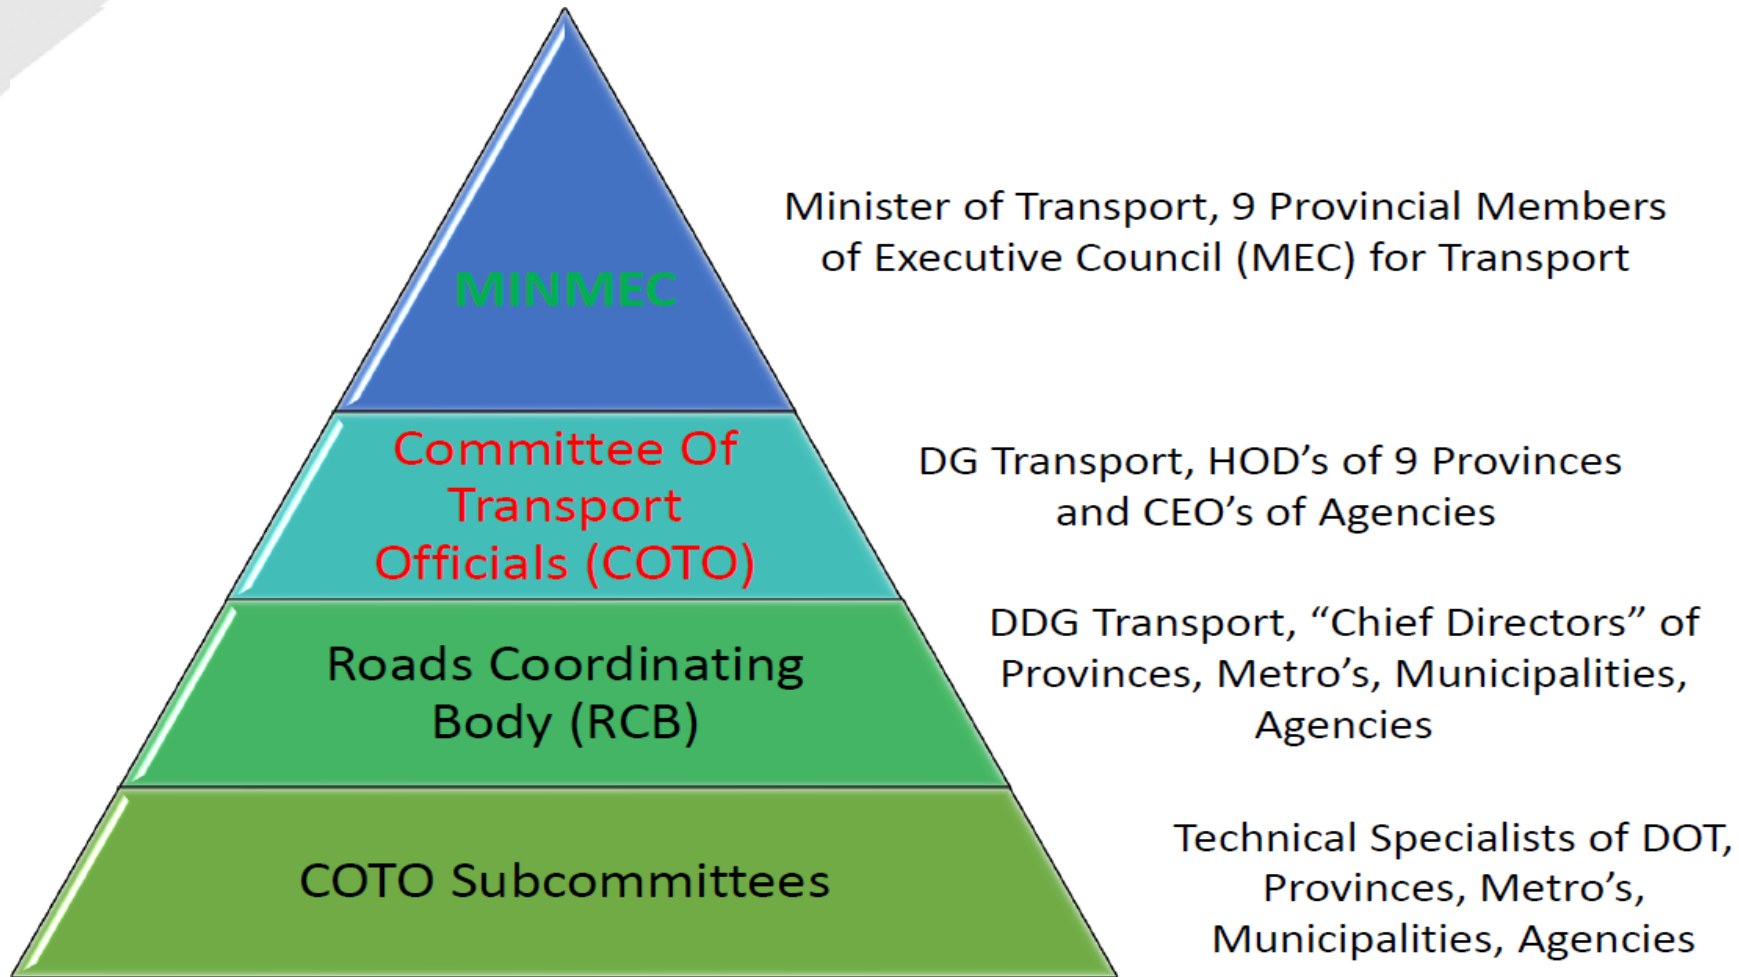 MINMEC
Minister of Transport, 9 Provincial Members
of Executive Council (MEC) for Transport
Committee Of
Transport
Officials (COTO)
DG Transport, HOD’s of 9 Provinces
and CEO’s of Agencies
Roads Coordinating
Body (RCB)
DDG Transport, “Chief Directors” of
Provinces, Metro’s, Municipalities,
Agencies
COTO Subcommittees
Technical Specialists of DOT,
Provinces, Metro’s,
Municipalities, Agencies